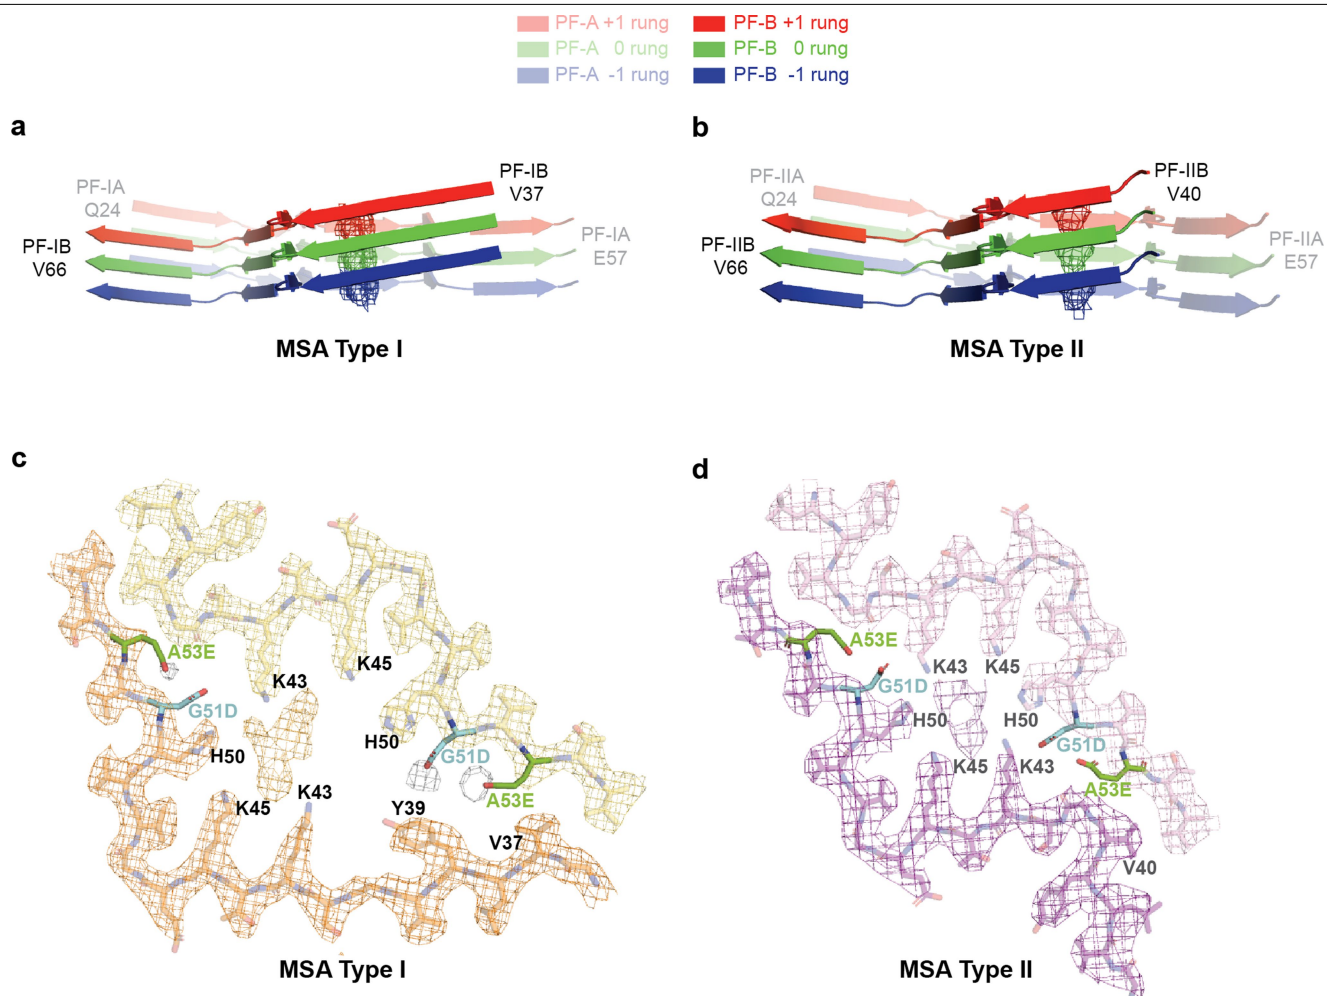 PF-A +1 rung
PF-B +1 rung
PF-A 0 rung
PF-B 0 rung
PF-A -1 rung
PF-B -1 rung
a
PF-IA
Q24
PF-IB
V37
PF-IB
V66
PF-IA
E57
MSA Type I
b
PF-IIA
Q24
PF-IIB
V40
PF-IIB
V66
PF-IIA
E57
MSA Type II
c
A53E
K45
K43
G51D
H50
H50
G51D
K45
K43
A53E
Y39
V37
MSA Type I
d
A53E
K43
K45
G51D
H50
H50
G51D
K45
K43
A53E
V40
MSA Type II